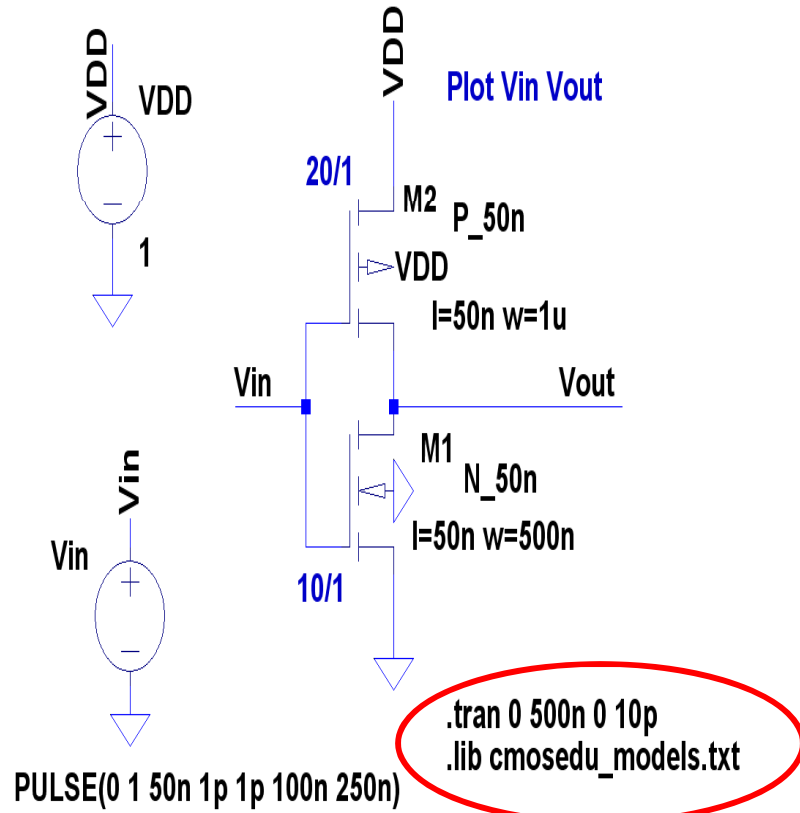 VDD
VDD
1
VDD
Plot Vin Vout
20/1
M2
P_50n
VDD
l=50n w=1u
Vin
Vout
M1
N_50n
l=50n w=500n
10/1
Vin
Vin
PULSE(0 1 50n 1p 1p 100n 250n)
.tran 0 500n 0 10p
.lib cmosedu_models.txt